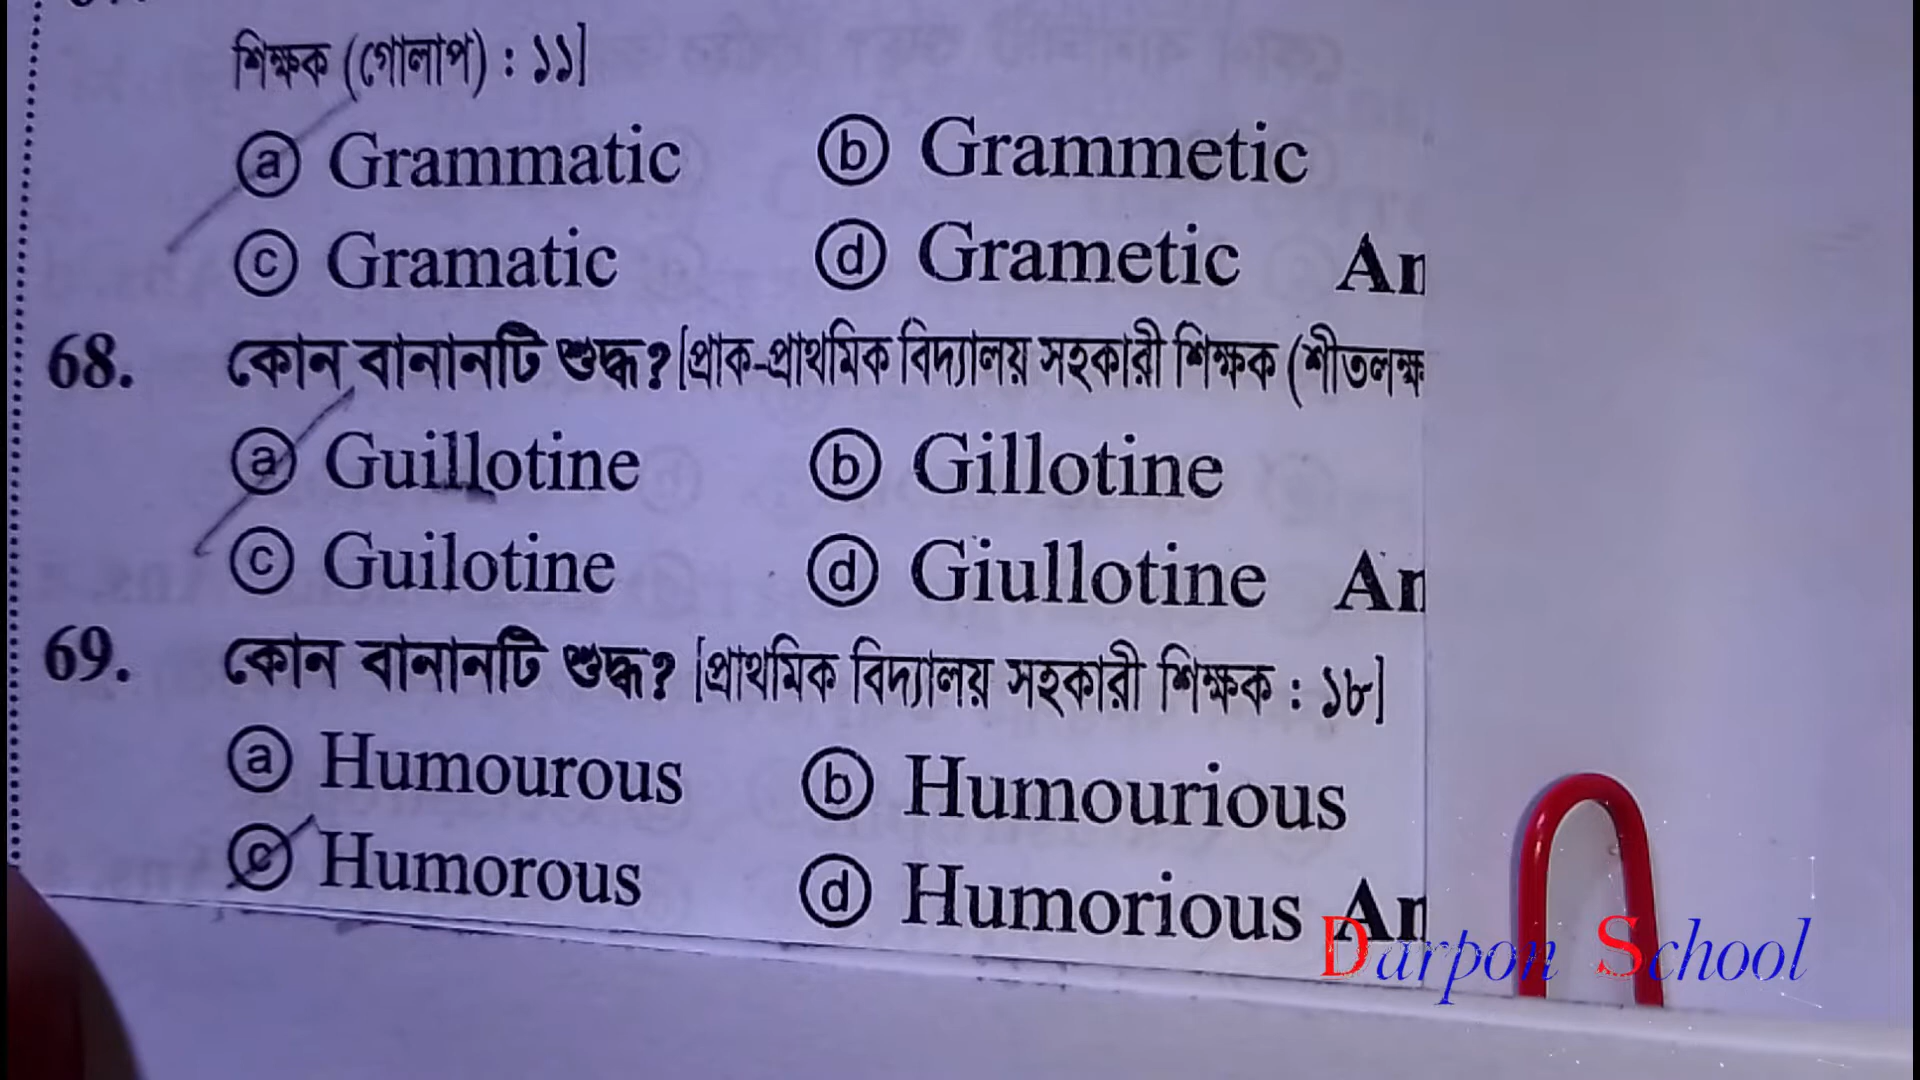 শিক্ষক (গোলাপ) : ১১]
ⓐ Grammatic ⓑ Grammetic
ⓒ Gramatic ⓓ Grametic An
68. কোন বানানটি শুদ্ধ? [প্রাক-প্রাথমিক বিদ্যালয় সহকারী শিক্ষক (শীতলক্ষ
ⓐ Guillotine ⓑ Gillotine
ⓒ Guilotine ⓓ Giullotine An
69. কোন বানানটি শুদ্ধ? [প্রাথমিক বিদ্যালয় সহকারী শিক্ষক : ১৮]
ⓐ Humourous ⓑ Humourious
ⓒ Humorous ⓓ Humorious An
Darpon School